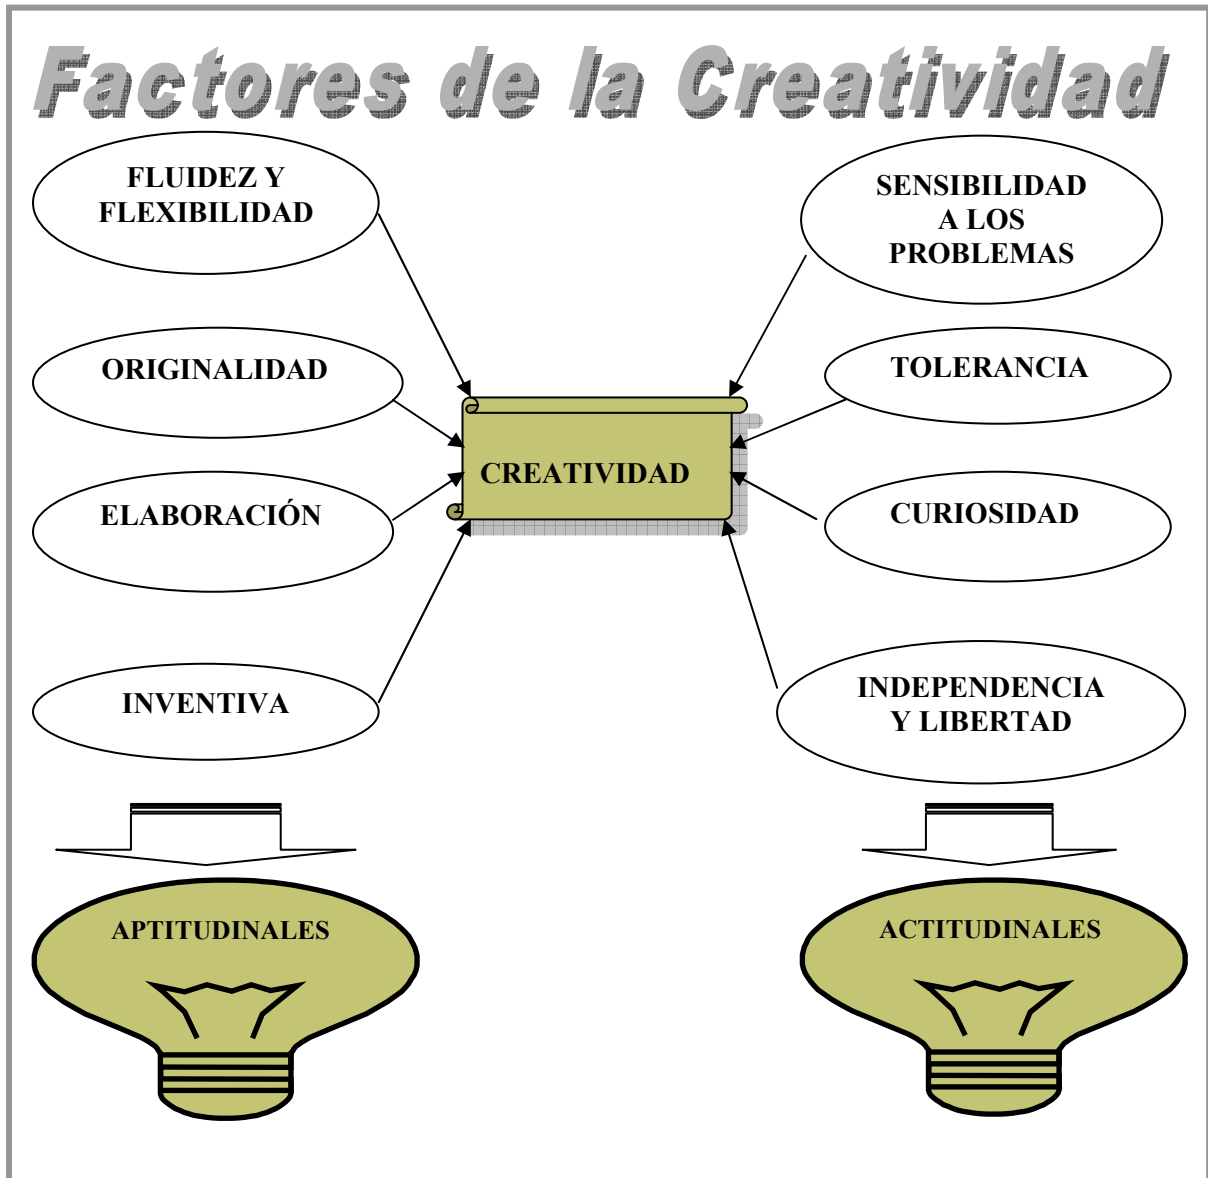 Factores de la Creatividad
FLUIDEZ Y
FLEXIBILIDAD
ORIGINALIDAD
ELABORACIÓN
INVENTIVA
CREATIVIDAD
SENSIBILIDAD
A LOS
PROBLEMAS
TOLERANCIA
CURIOSIDAD
INDEPENDENCIA
Y LIBERTAD
APTITUDINALES
ACTITUDINALES